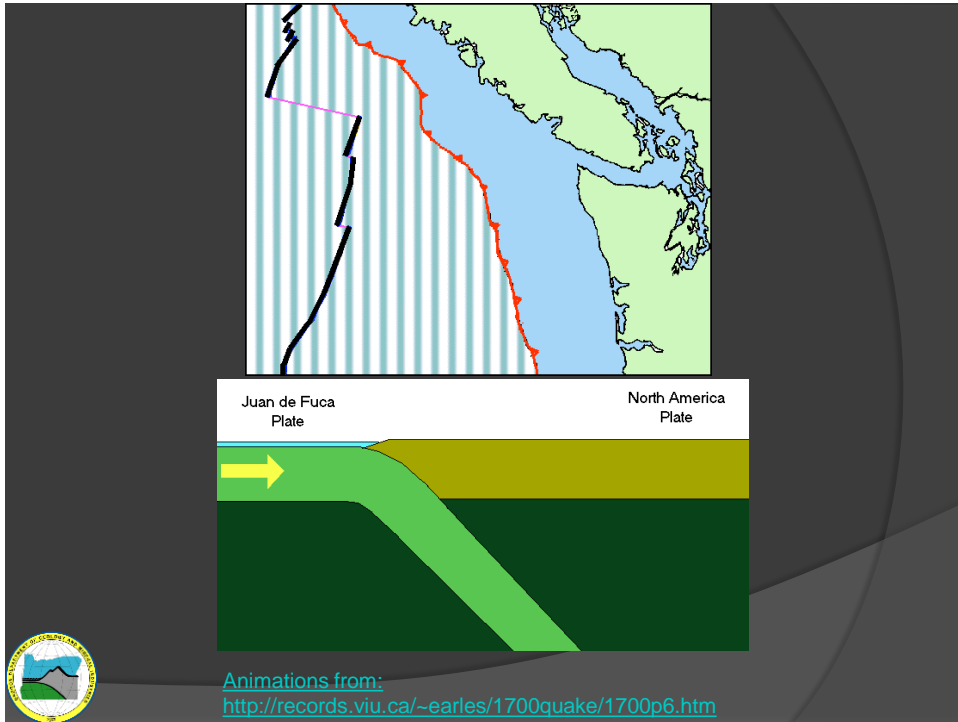 Juan de Fuca
Plate
North America
Plate
Animations from:
http://records.viu.ca/~earles/1700quake/1700p6.htm